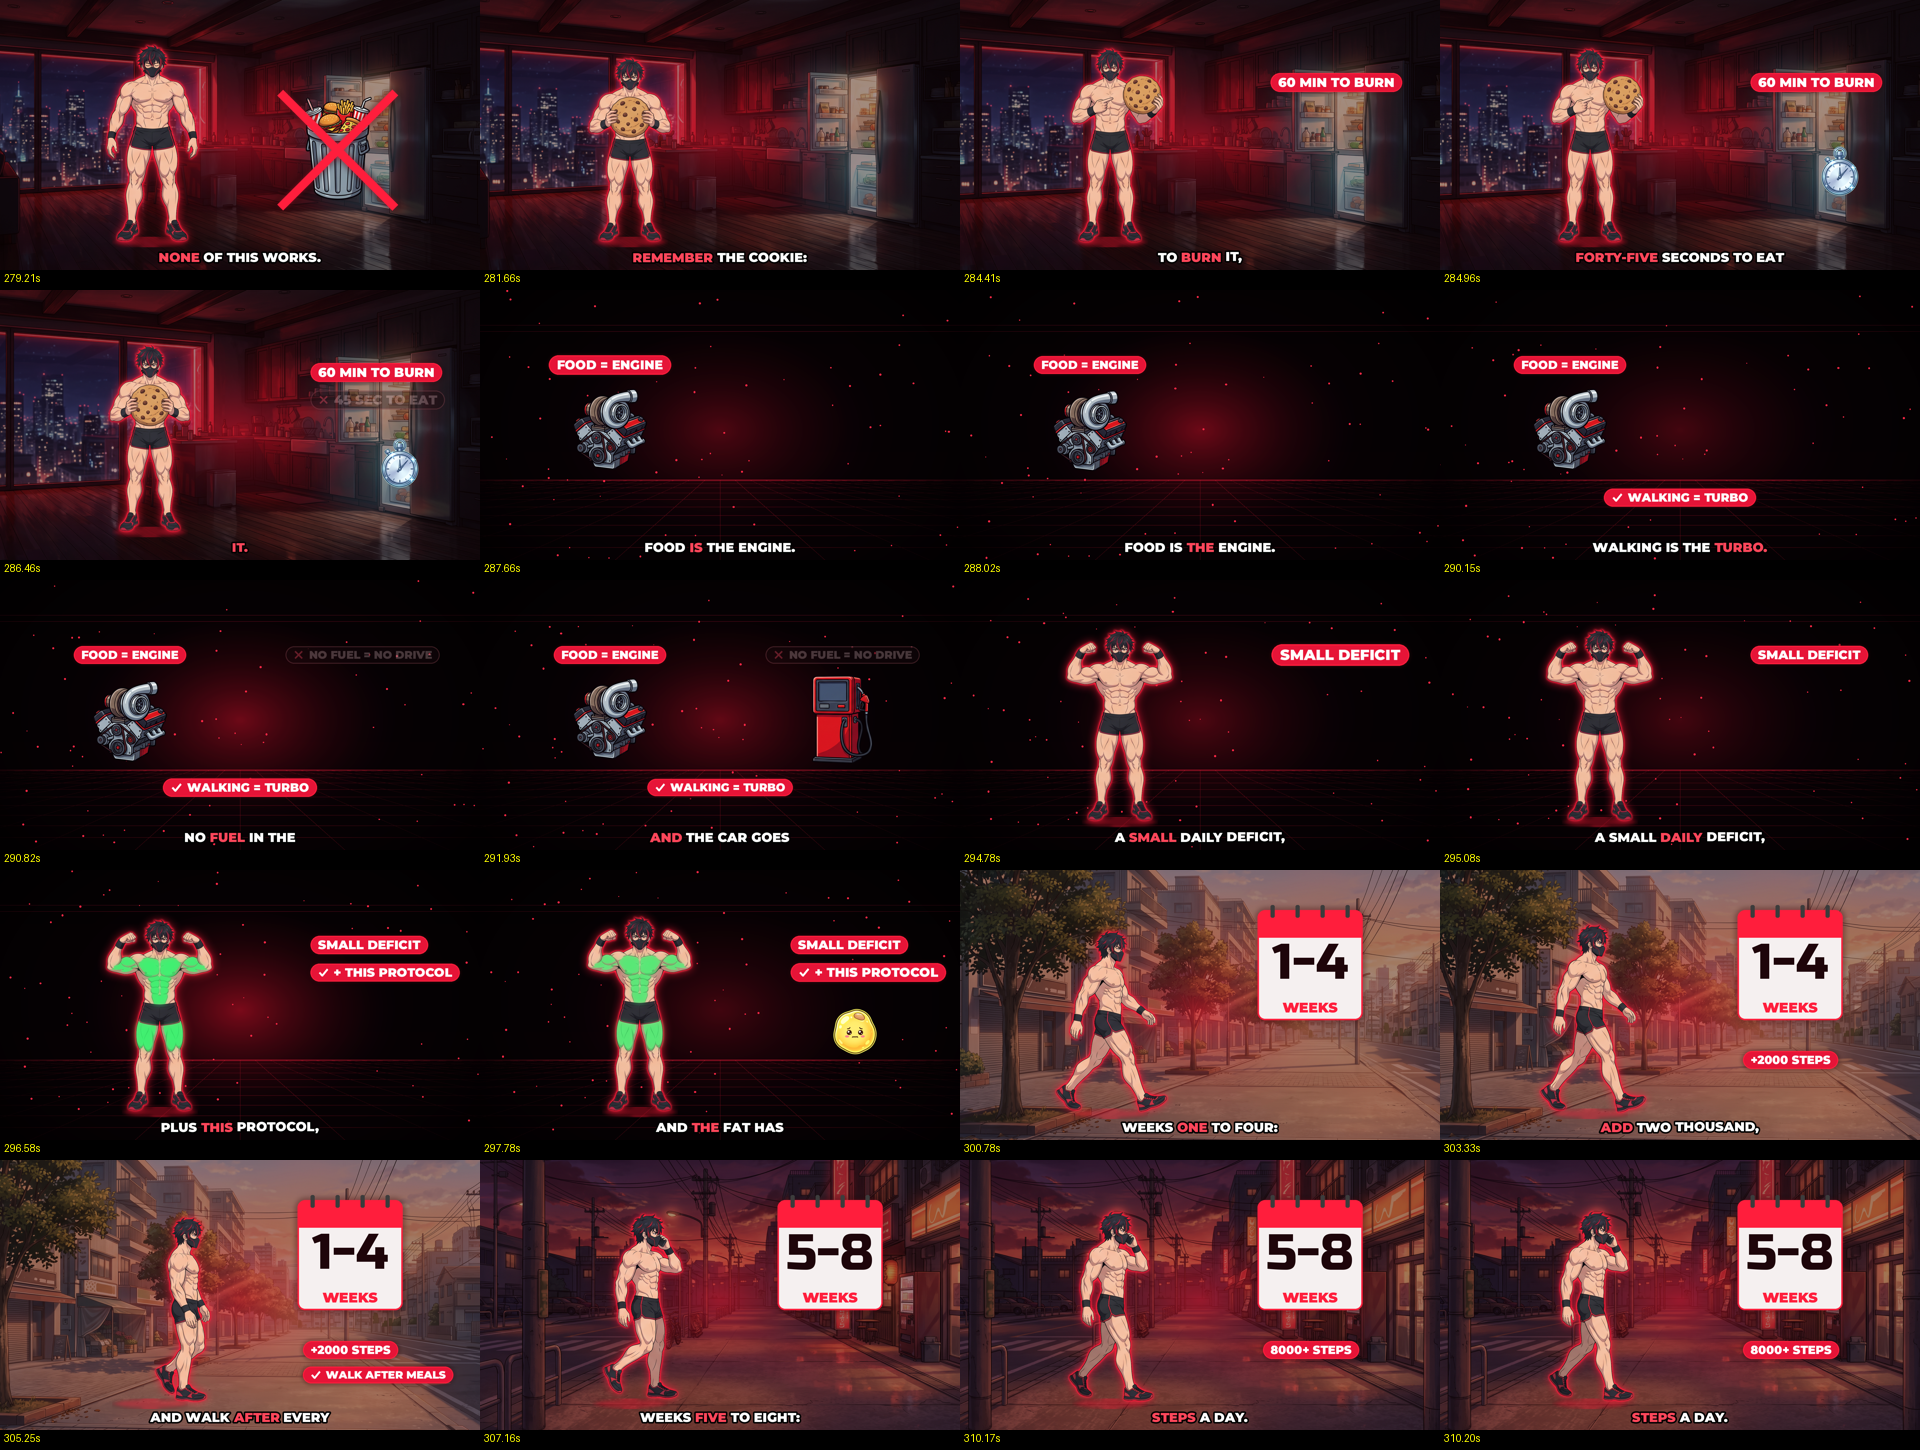 NONE OF THIS WORKS.
279.21s
REMEMBER THE COOKIE:
281.66s
60 MIN TO BURN
TO BURN IT,
284.41s
60 MIN TO BURN
FORTY-FIVE SECONDS TO EAT
284.96s
60 MIN TO BURN
× 45 SEC TO EAT
IT.
286.46s
FOOD = ENGINE
FOOD IS THE ENGINE.
287.66s
FOOD = ENGINE
FOOD IS THE ENGINE.
288.02s
FOOD = ENGINE
✓ WALKING = TURBO
WALKING IS THE TURBO.
290.15s
FOOD = ENGINE
× NO FUEL = NO DRIVE
✓ WALKING = TURBO
NO FUEL IN THE
290.82s
FOOD = ENGINE
× NO FUEL = NO DRIVE
✓ WALKING = TURBO
AND THE CAR GOES
291.93s
SMALL DEFICIT
A SMALL DAILY DEFICIT,
294.78s
SMALL DEFICIT
A SMALL DAILY DEFICIT,
295.08s
SMALL DEFICIT
✓ + THIS PROTOCOL
PLUS THIS PROTOCOL,
296.58s
SMALL DEFICIT
✓ + THIS PROTOCOL
AND THE FAT HAS
297.78s
1-4
WEEKS
WEEKS ONE TO FOUR:
300.78s
1-4
WEEKS
+2000 STEPS
ADD TWO THOUSAND,
303.33s
1-4
WEEKS
+2000 STEPS
✓ WALK AFTER MEALS
AND WALK AFTER EVERY
305.25s
5-8
WEEKS
WEEKS FIVE TO EIGHT:
307.16s
5-8
WEEKS
8000+ STEPS
STEPS A DAY.
310.17s
5-8
WEEKS
8000+ STEPS
STEPS A DAY.
310.20s